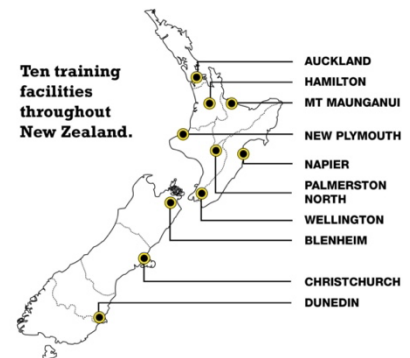 Ten training
facilities
throughout
New Zealand.
AUCKLAND
HAMILTON
MT MAUNGANUI
NEW PLYMOUTH
NAPIER
PALMERSTON
NORTH
WELLINGTON
BLENHEIM
CHRISTCHURCH
DUNEDIN